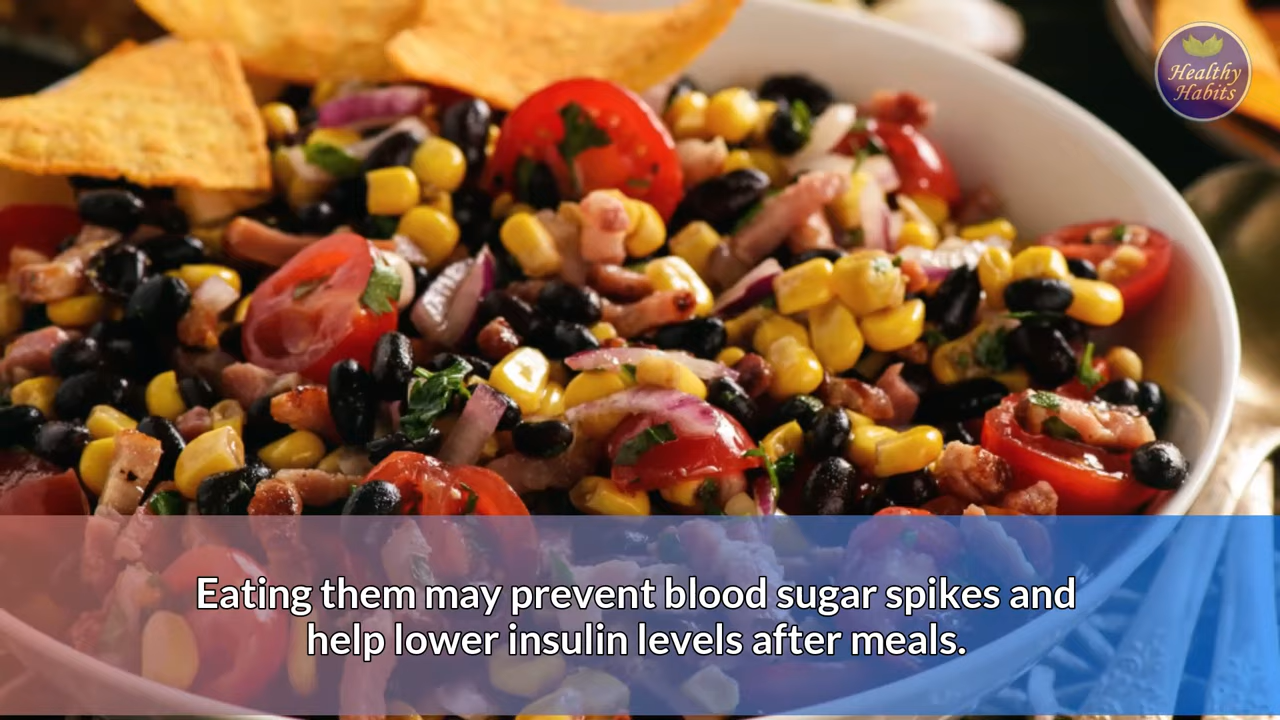 Healthy
Habits
Eating them may prevent blood sugar spikes and
help lower insulin levels after meals.